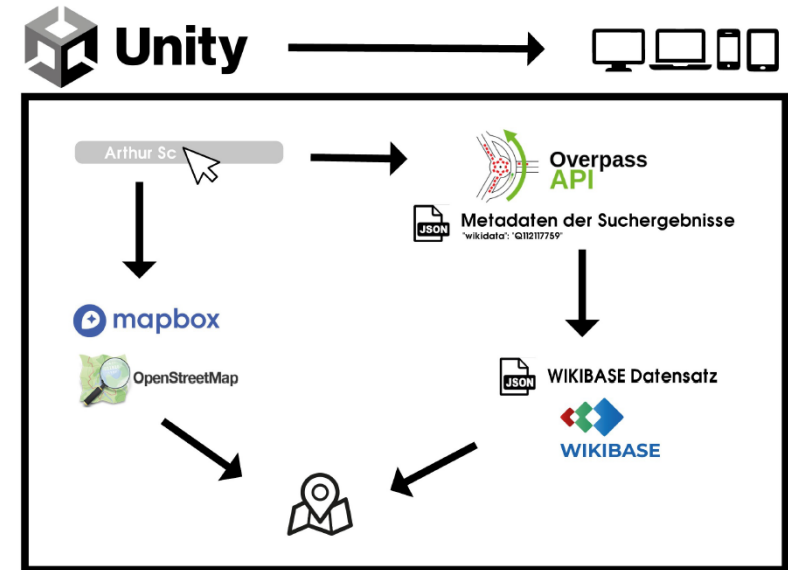 Unity
Arthur Sc
Overpass
API
JSON
Metadaten der Suchergebnisse
"wikidata": "Q112117759"
mapbox
OpenStreetMap
JSON
WIKIBASE Datensatz
WIKIBASE